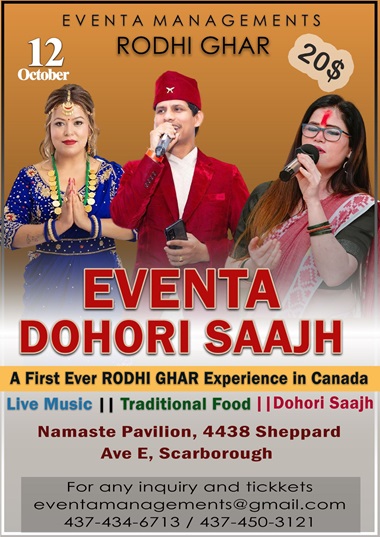 EVENTA MANAGEMENTS
RODHI GHAR
12
October
20$
EVENTA
DOHORI SAAJH
A First Ever RODHI GHAR Experience in Canada
Live Music || Traditional Food ||Dohori Saajh
Namaste Pavilion, 4438 Sheppard
Ave E, Scarborough
For any inquiry and tickkets
eventamanagements@gmail.com
437-434-6713 / 437-450-3121